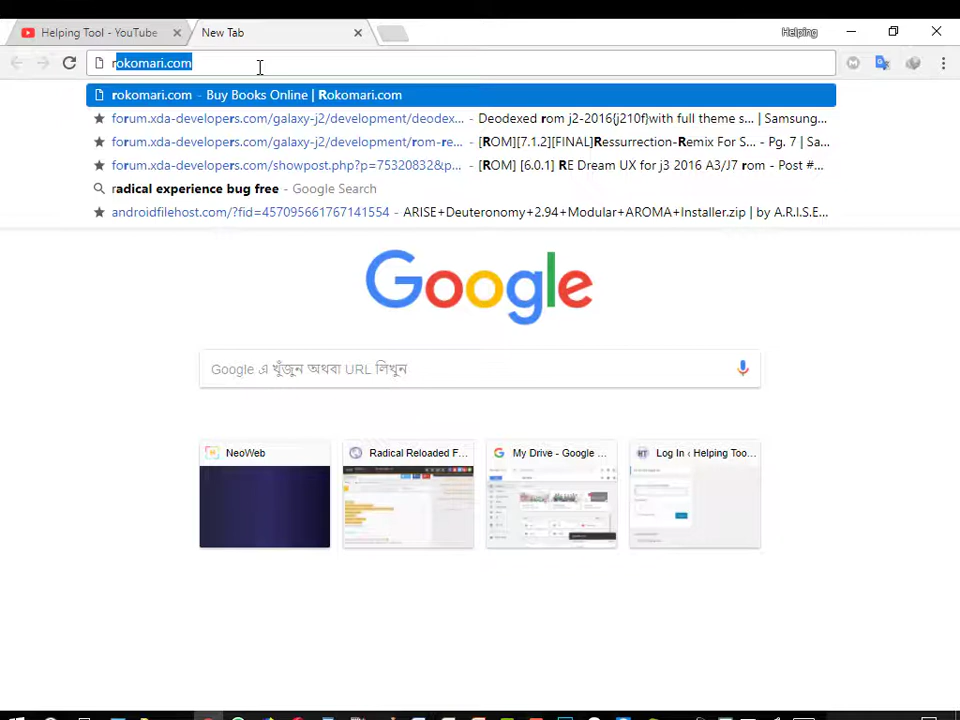 Helping Tool - YouTube
New Tab
Helping
rokomari.com
rokomari.com - Buy Books Online | Rokomari.com
forum.xda-developers.com/galaxy-j2/development/deodex... - Deodexed rom j2-2016{j210f}with full theme s... | Samsung...
forum.xda-developers.com/galaxy-j2/development/rom-re... - [ROM][7.1.2][FINAL]Ressurrection-Remix For S... - Pg. 7 | Sa...
forum.xda-developers.com/showpost.php?p=75320832&p... - [ROM] [6.0.1] RE Dream UX for j3 2016 A3/J7 rom - Post #...
radical experience bug free - Google Search
androidfilehost.com/?fid=457095661767141554 - ARISE+Deuteronomy+2.94+Modular+AROMA+Installer.zip | by A.R.I.S.E...
Google
Google এ খুঁজুন অথবা URL লিখুন
NeoWeb
Radical Reloaded F...
My Drive - Google ...
HT
Log In ‹ Helping Too...